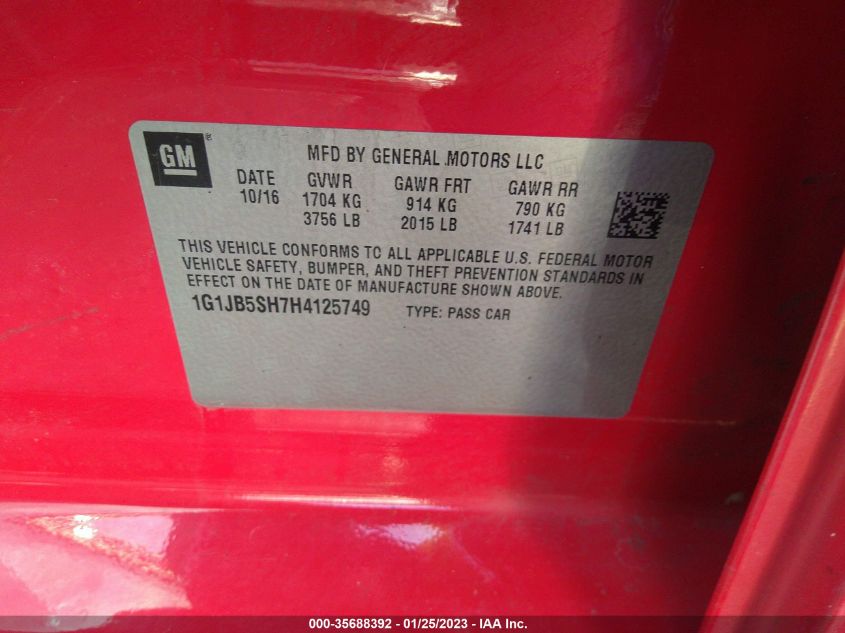 GM®
MFD BY GENERAL MOTORS LLC
DATE GVWR GAWR FRT GAWR RR
10/16 1704 KG 914 KG 790 KG
3756 LB 2015 LB 1741 LB
THIS VEHICLE CONFORMS TO ALL APPLICABLE U.S. FEDERAL MOTOR
VEHICLE SAFETY, BUMPER, AND THEFT PREVENTION STANDARDS IN
EFFECT ON THE DATE OF MANUFACTURE SHOWN ABOVE.
1G1JB5SH7H4125749 TYPE: PASS CAR
000-35688392 - 01/25/2023 - IAA Inc.